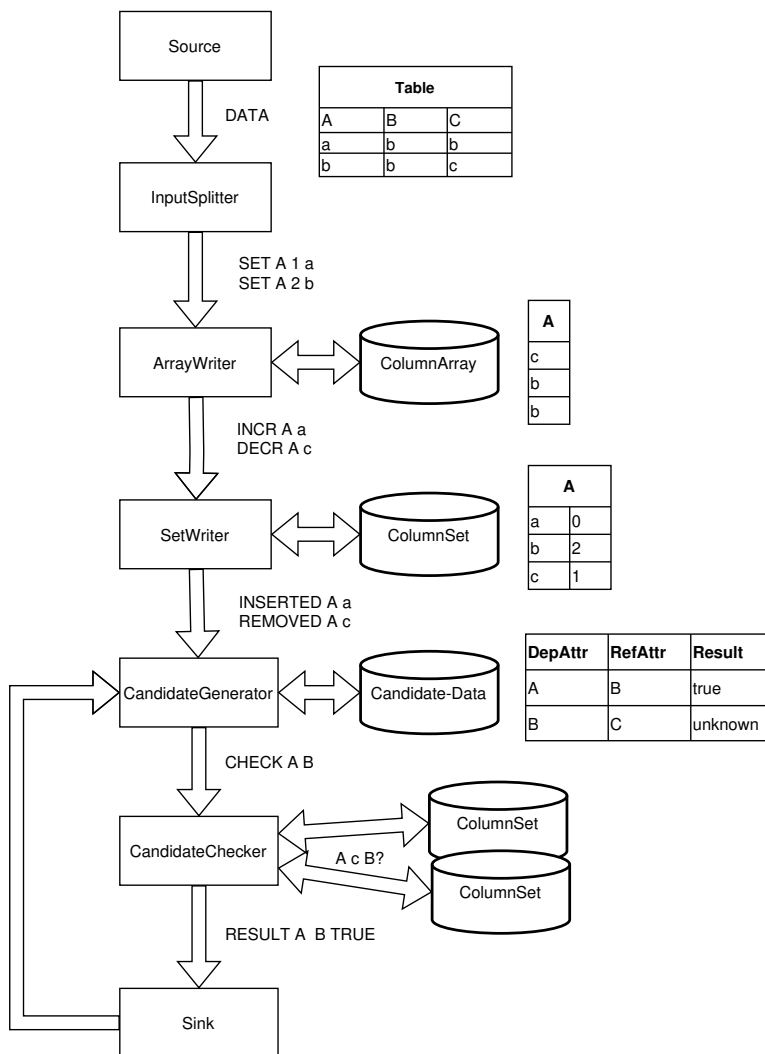 Source
DATA
Table
A B C
a b b
b b c
InputSplitter
SET A 1 a
SET A 2 b
ArrayWriter
ColumnArray
A
c
b
b
INCR A a
DECR A c
SetWriter
ColumnSet
A
a 0
b 2
c 1
INSERTED A a
REMOVED A c
CandidateGenerator
Candidate-Data
DepAttr RefAttr Result
A B true
B C unknown
CHECK A B
CandidateChecker
ColumnSet
A c B?
ColumnSet
RESULT A B TRUE
Sink